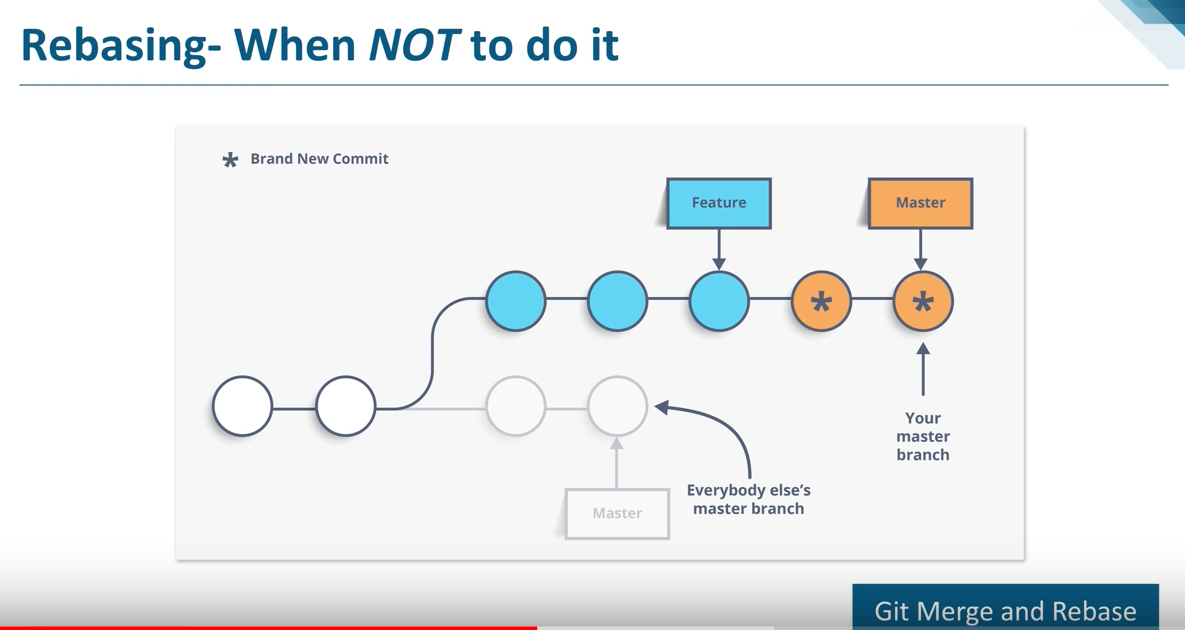 Rebasing- When NOT to do it
* Brand New Commit
Feature
Master
*
*
Your
master
branch
Everybody else's
master branch
Master
Git Merge and Rebase